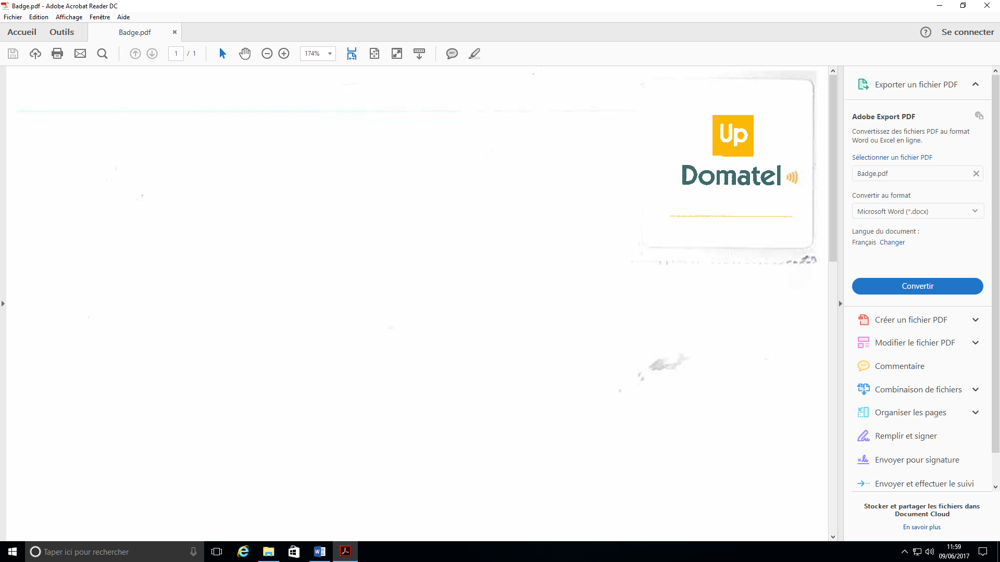 Badge.pdf - Adobe Acrobat Reader DC
Fichier Edition Affichage Fenêtre Aide
Accueil Outils Badge.pdf × ? Se connecter
1 / 1 174%
Up
Domatel
Exporter un fichier PDF
Adobe Export PDF
Convertissez des fichiers PDF au format
Word ou Excel en ligne.
Sélectionner un fichier PDF
Badge.pdf
Convertir au format
Microsoft Word (*.docx)
Langue du document :
Français Changer
Convertir
Créer un fichier PDF
Modifier le fichier PDF
Commentaire
Combinaison de fichiers
Organiser les pages
Remplir et signer
Envoyer pour signature
Envoyer et effectuer le suivi
Stocker et partager les fichiers dans
Document Cloud
En savoir plus
Taper ici pour rechercher
11:59
09/06/2017